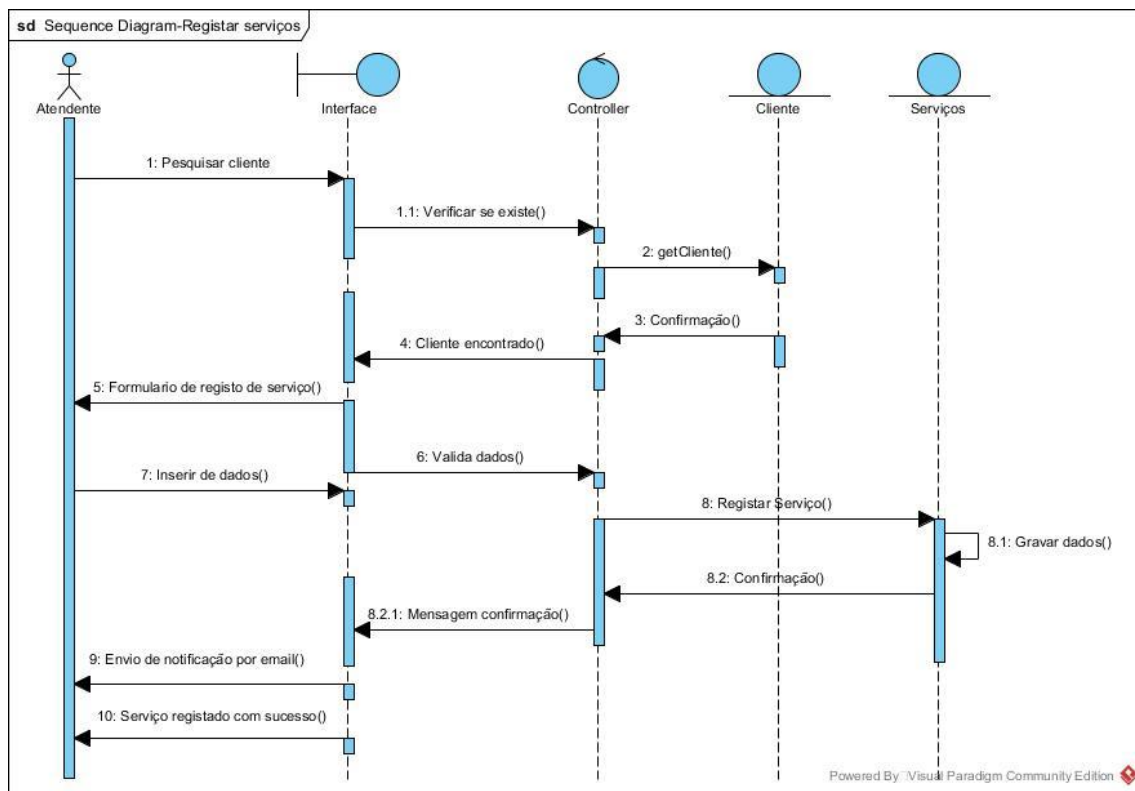 sd Sequence Diagram-Registar serviços
Atendente
Interface
Controller
Cliente
Serviços
1: Pesquisar cliente
1.1: Verificar se existe()
2: getCliente()
3: Confirmação()
4: Cliente encontrado()
5: Formulario de registo de serviço()
6: Valida dados()
7: Inserir de dados()
8: Registar Serviço()
8.1: Gravar dados()
8.2: Confirmação()
8.2.1: Mensagem confirmação()
9: Envio de notificação por email()
10: Serviço registado com sucesso()
Powered By Visual Paradigm Community Edition